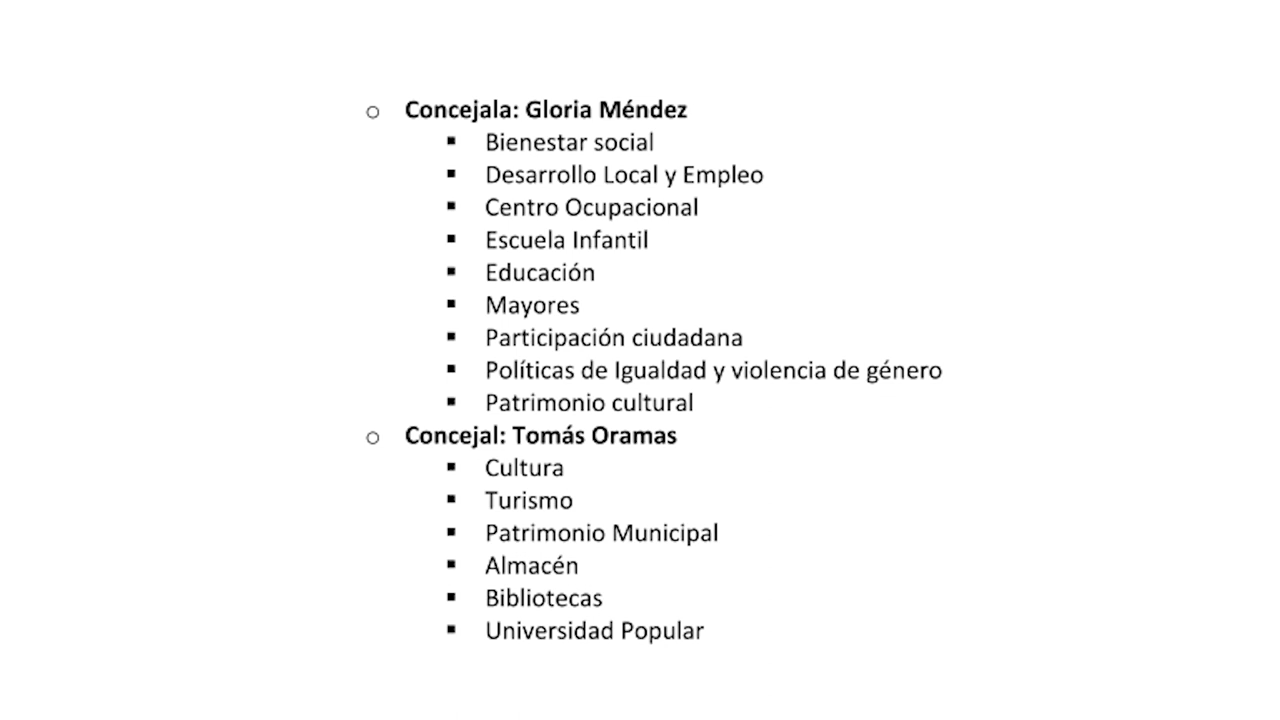 o Concejala: Gloria Méndez
▪ Bienestar social
▪ Desarrollo Local y Empleo
▪ Centro Ocupacional
▪ Escuela Infantil
▪ Educación
▪ Mayores
▪ Participación ciudadana
▪ Políticas de Igualdad y violencia de género
▪ Patrimonio cultural
o Concejal: Tomás Oramas
▪ Cultura
▪ Turismo
▪ Patrimonio Municipal
▪ Almacén
▪ Bibliotecas
▪ Universidad Popular